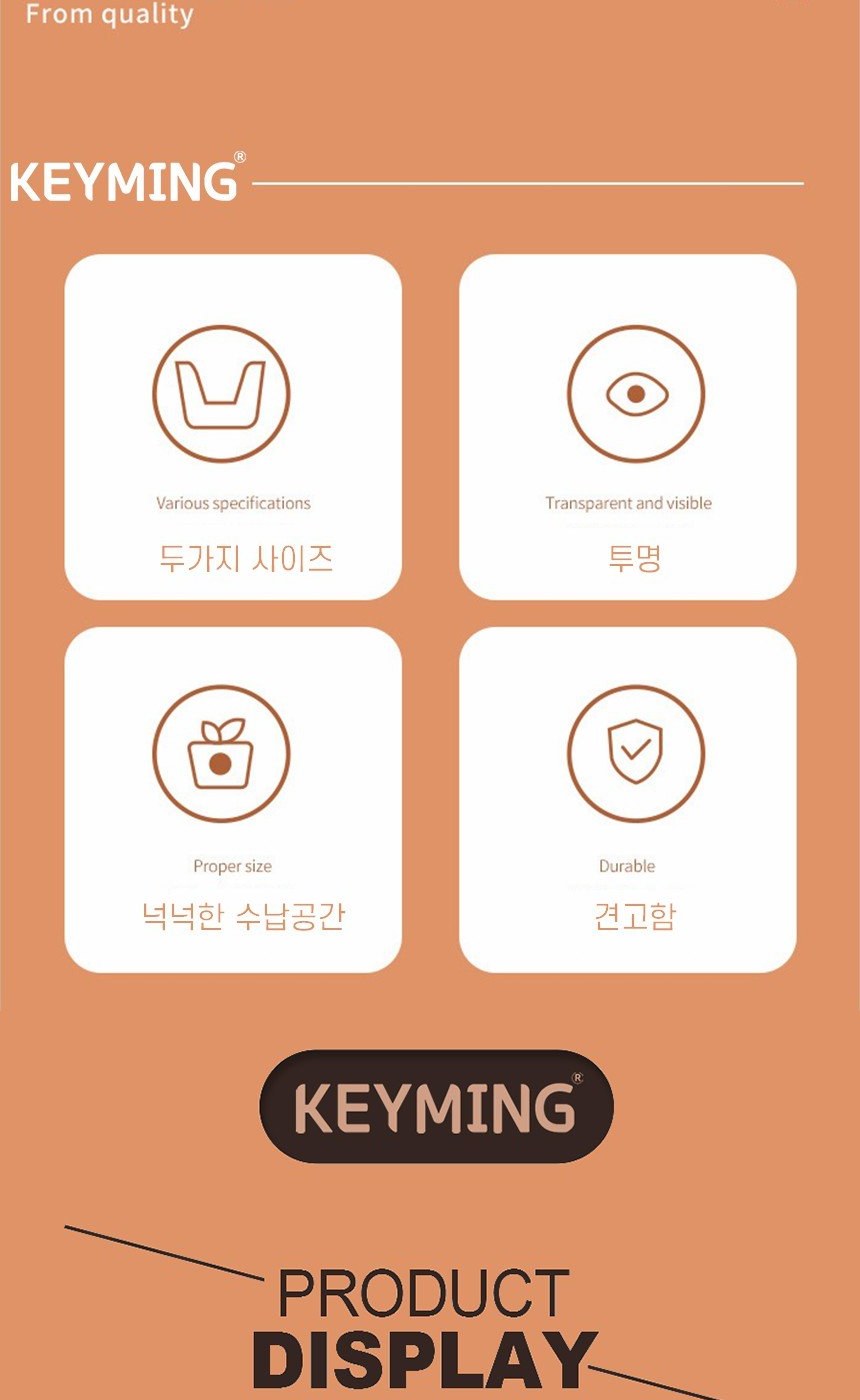 From quality
KEYMING®
Various specifications
두가지 사이즈
Transparent and visible
투명
Proper size
넉넉한 수납공간
Durable
견고함
KEYMING®
PRODUCT
DISPLAY